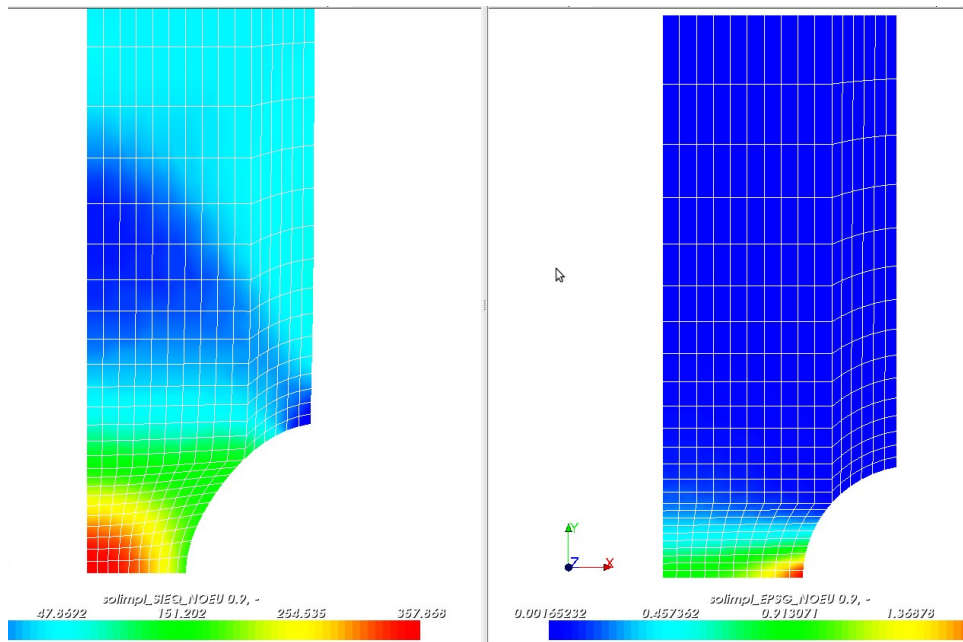 solimpl_SIEQ_NOEU 0.9, -
47.8692 151.202 254.535 357.868
Y
Z X
solimpl_EPSG_NOEU 0.9, -
0.00165232 0.457362 0.913071 1.36878